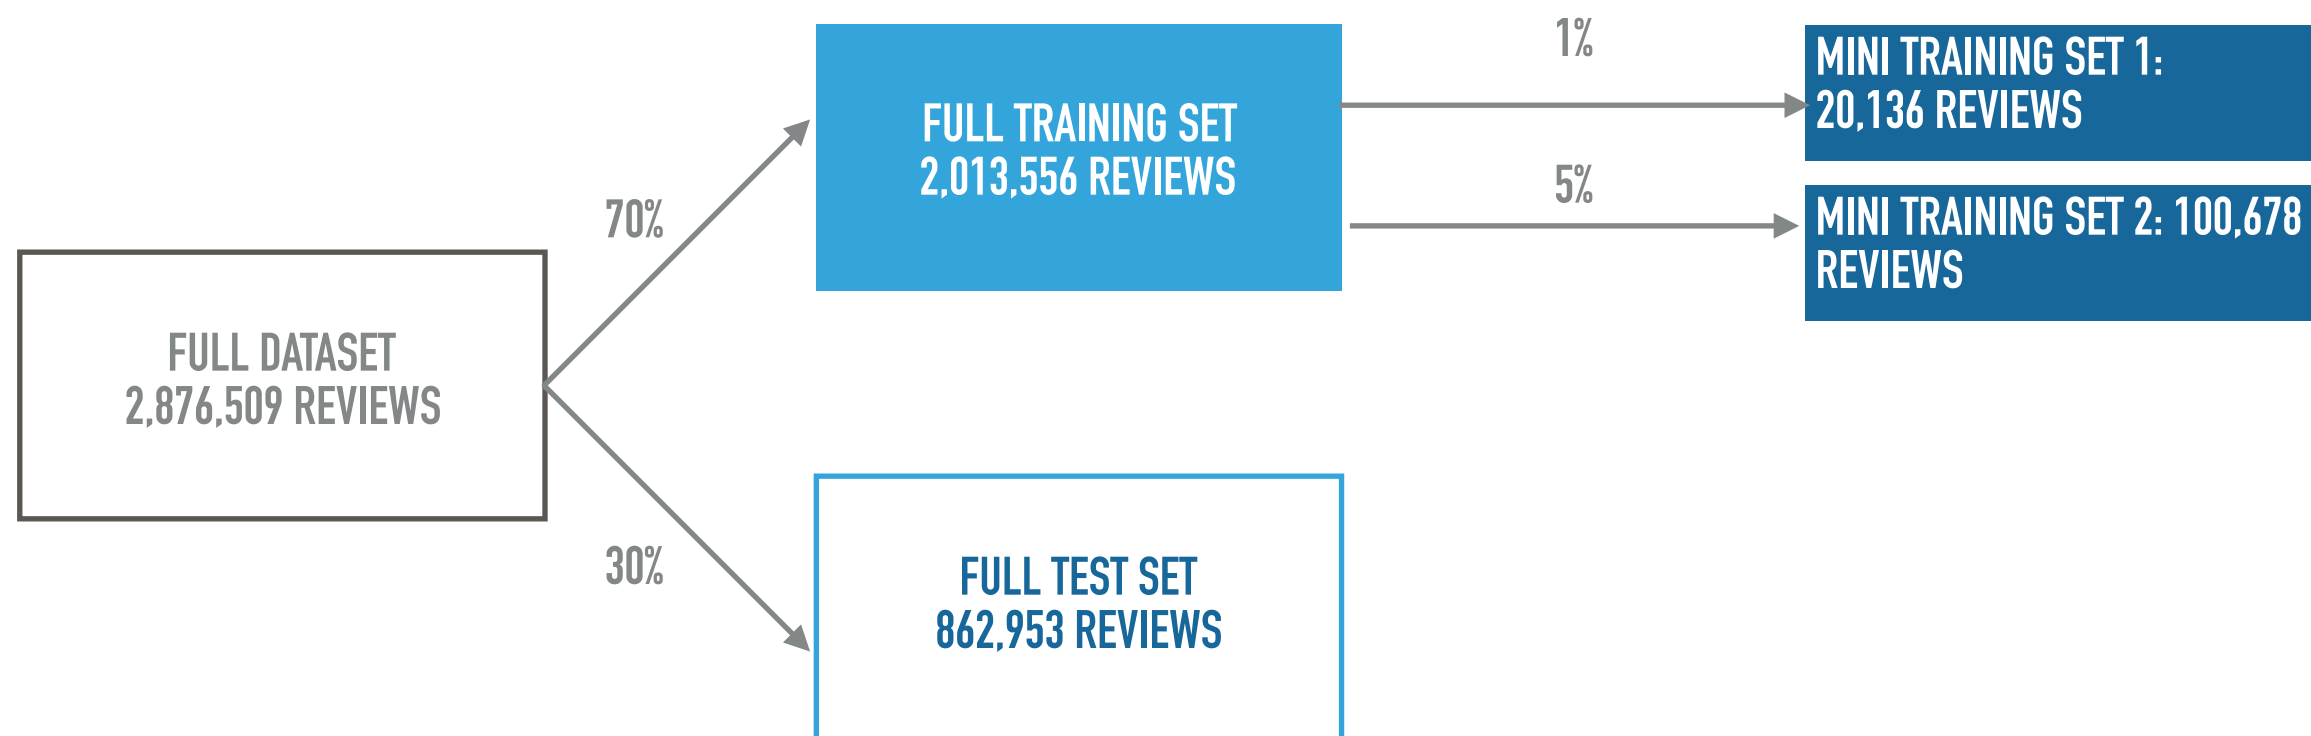 FULL DATASET
2,876,509 REVIEWS
70%
30%
FULL TRAINING SET
2,013,556 REVIEWS
FULL TEST SET
862,953 REVIEWS
1%
5%
MINI TRAINING SET 1:
20,136 REVIEWS
MINI TRAINING SET 2: 100,678
REVIEWS